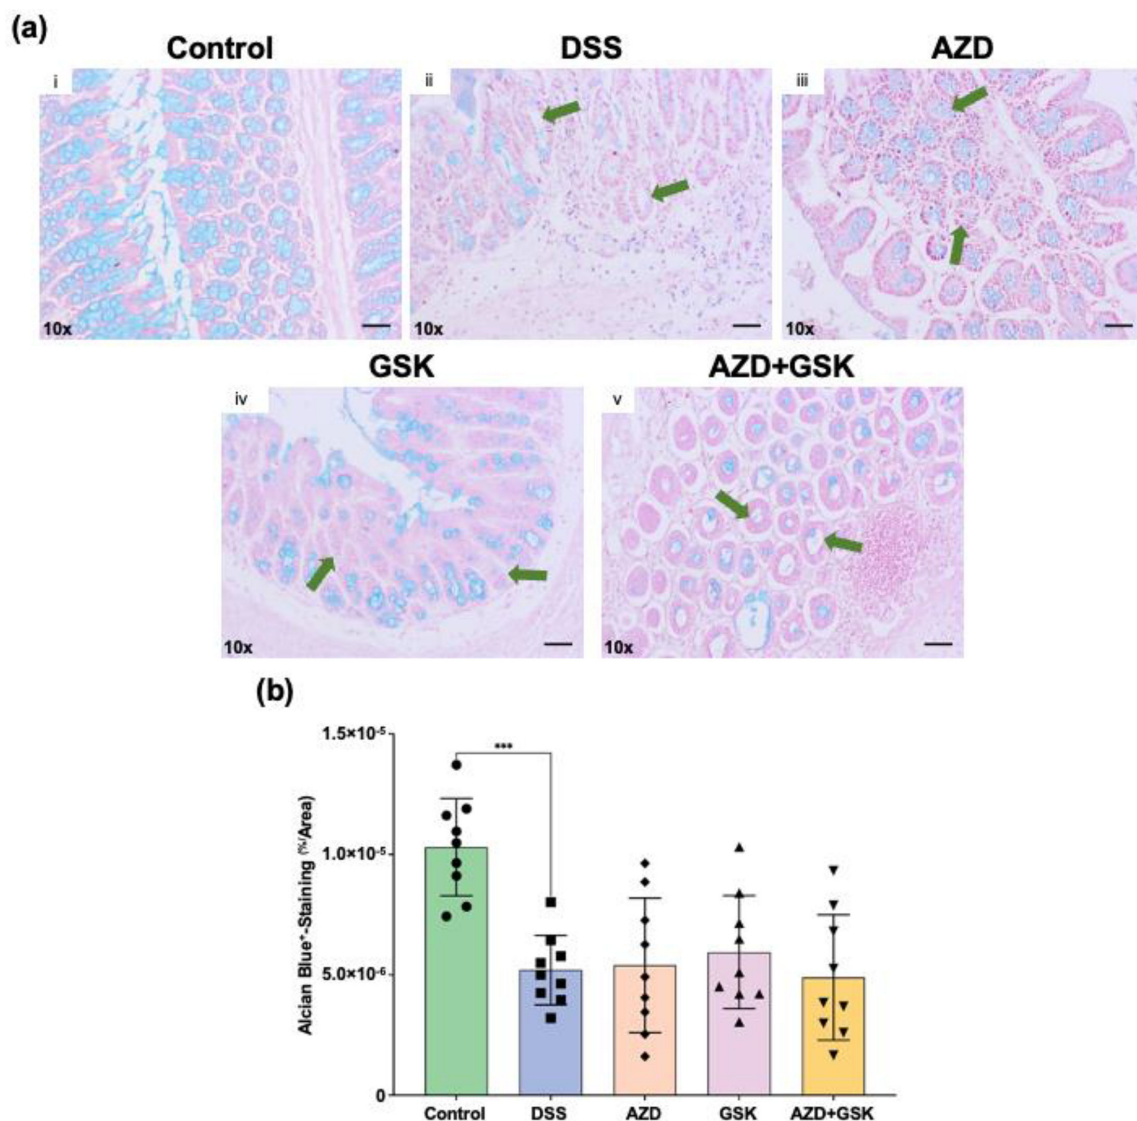 (a)
Control DSS AZD
i ii iii
10x 10x 10x
GSK AZD+GSK
iv v
10x 10x
(b)
1.5×10⁻⁵
***
1.0×10⁻⁵
5.0×10⁻⁶
0
Alcian Blue⁺-Staining (%/Area)
Control DSS AZD GSK AZD+GSK